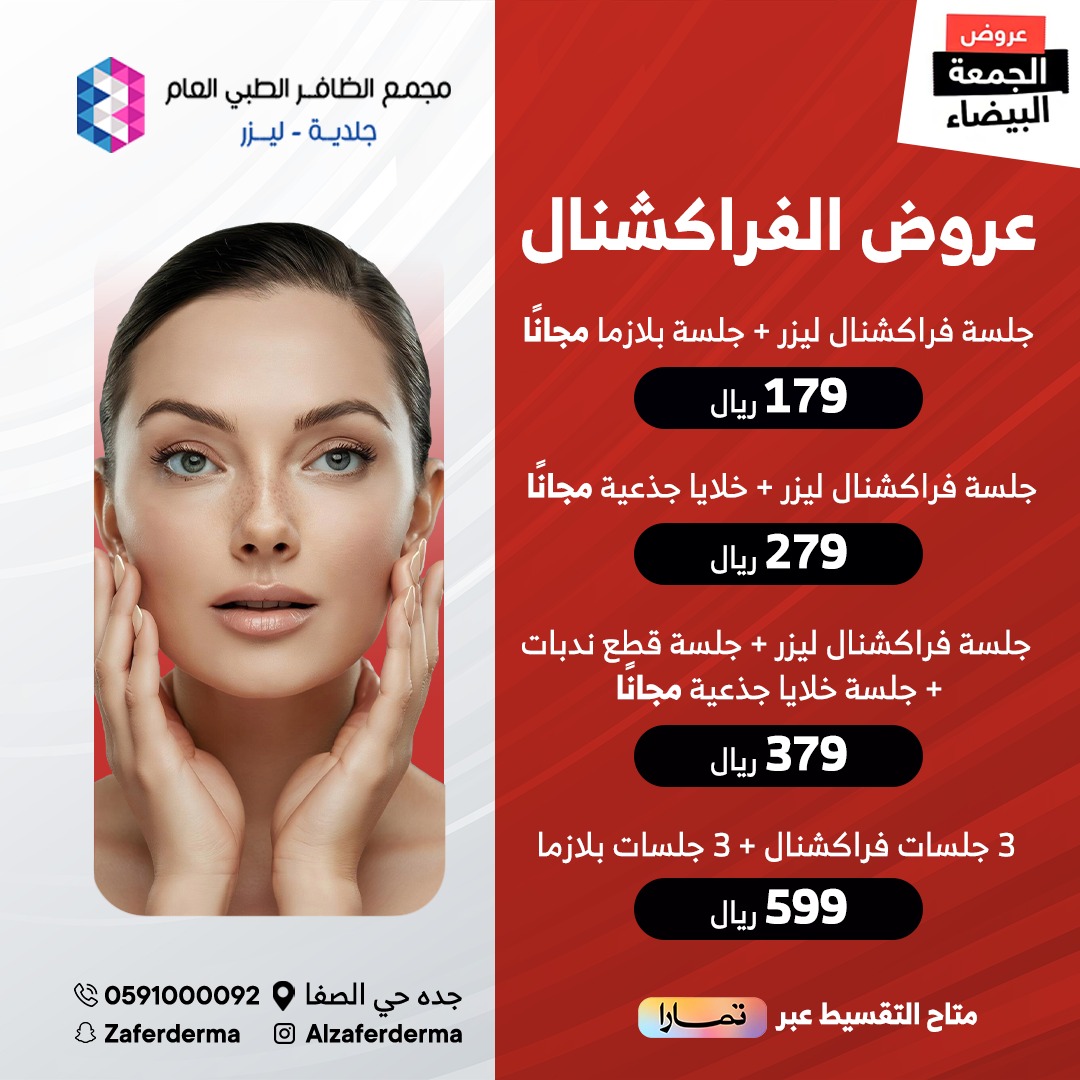 مجمع الظافر الطبي العام
جلدية - ليزر
عروض
الجمعة
البيضاء
عروض الفراكشنال
جلسة فراكشنال ليزر + جلسة بلازما مجانًا
179 ريال
جلسة فراكشنال ليزر + خلايا جذعية مجانًا
279 ريال
جلسة فراكشنال ليزر + جلسة قطع ندبات
+ جلسة خلايا جذعية مجانًا
379 ريال
3 جلسات فراكشنال + 3 جلسات بلازما
599 ريال
متاح التقسيط عبر تمارا
جده حي الصفا 0591000092
Zaferderma Alzaferderma